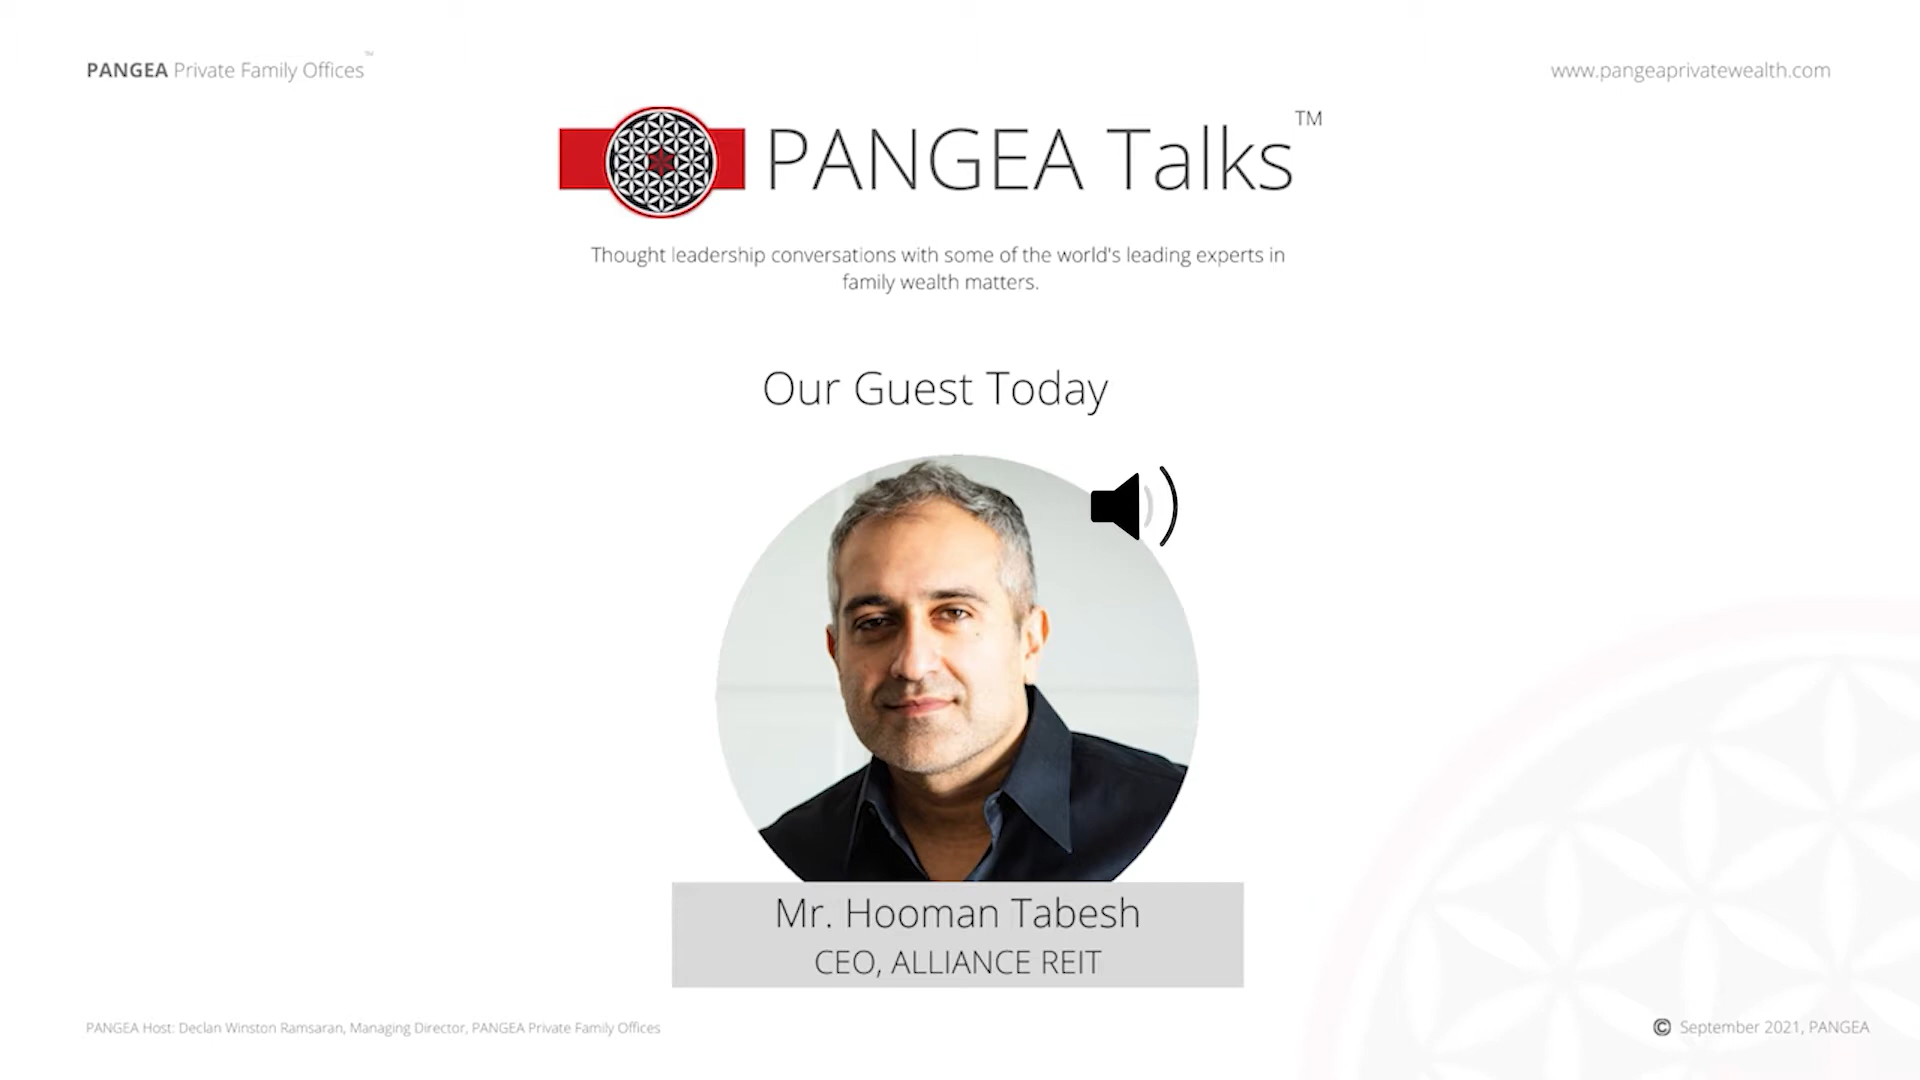 PANGEA Private Family Offices™
www.pangeaprivatewealth.com
PANGEA Talks™
Thought leadership conversations with some of the world's leading experts in
family wealth matters.
Our Guest Today
Mr. Hooman Tabesh
CEO, ALLIANCE REIT
PANGEA Host: Declan Winston Ramsaran, Managing Director, PANGEA Private Family Offices
© September 2021, PANGEA